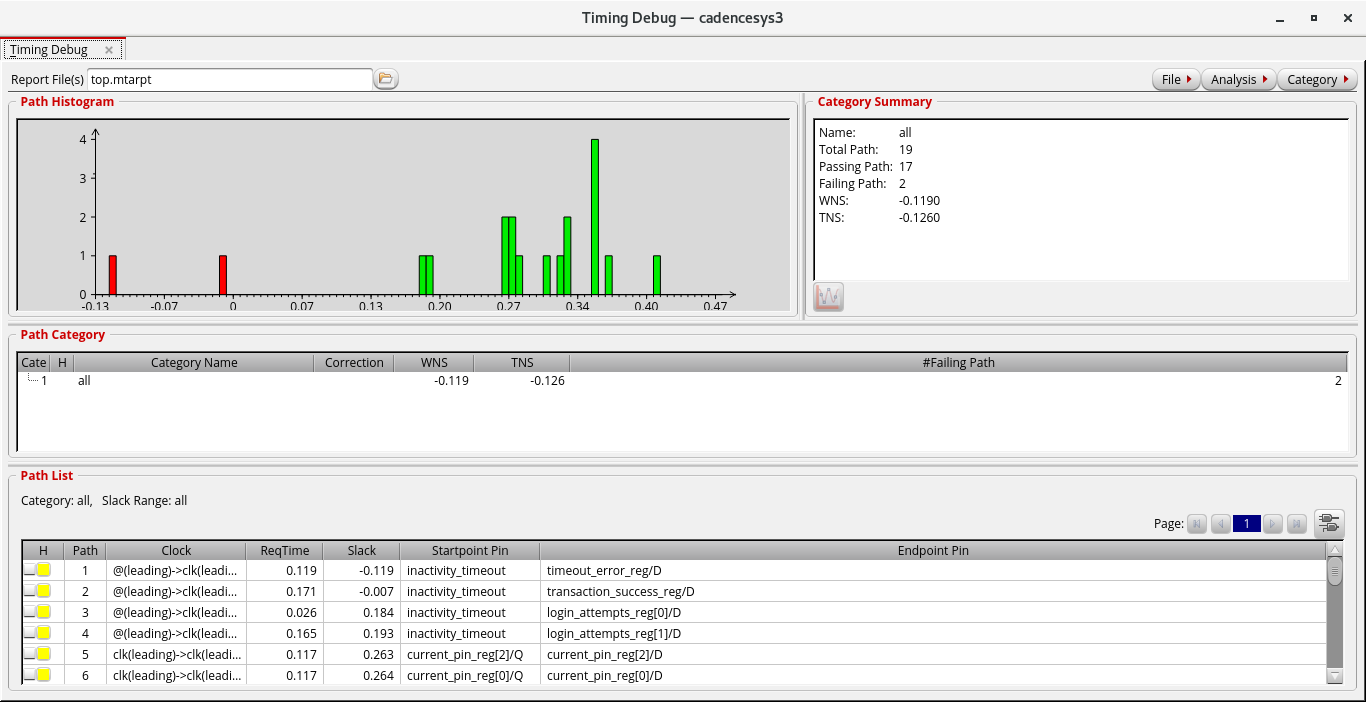 Timing Debug — cadencesys3
Timing Debug
Report File(s) top.mtarpt File Analysis Category
Path Histogram
4
3
2
1
0
-0.13 -0.07 0 0.07 0.13 0.20 0.27 0.34 0.40 0.47
Category Summary
Name: all
Total Path: 19
Passing Path: 17
Failing Path: 2
WNS: -0.1190
TNS: -0.1260
Path Category
Cate H Category Name Correction WNS TNS #Failing Path
1 all -0.119 -0.126 2
Path List
Category: all, Slack Range: all
Page: 1
H Path Clock ReqTime Slack Startpoint Pin Endpoint Pin
1 @(leading)->clk(leadi... 0.119 -0.119 inactivity_timeout timeout_error_reg/D
2 @(leading)->clk(leadi... 0.171 -0.007 inactivity_timeout transaction_success_reg/D
3 @(leading)->clk(leadi... 0.026 0.184 inactivity_timeout login_attempts_reg[0]/D
4 @(leading)->clk(leadi... 0.165 0.193 inactivity_timeout login_attempts_reg[1]/D
5 clk(leading)->clk(leadi... 0.117 0.263 current_pin_reg[2]/Q current_pin_reg[2]/D
6 clk(leading)->clk(leadi... 0.117 0.264 current_pin_reg[0]/Q current_pin_reg[0]/D